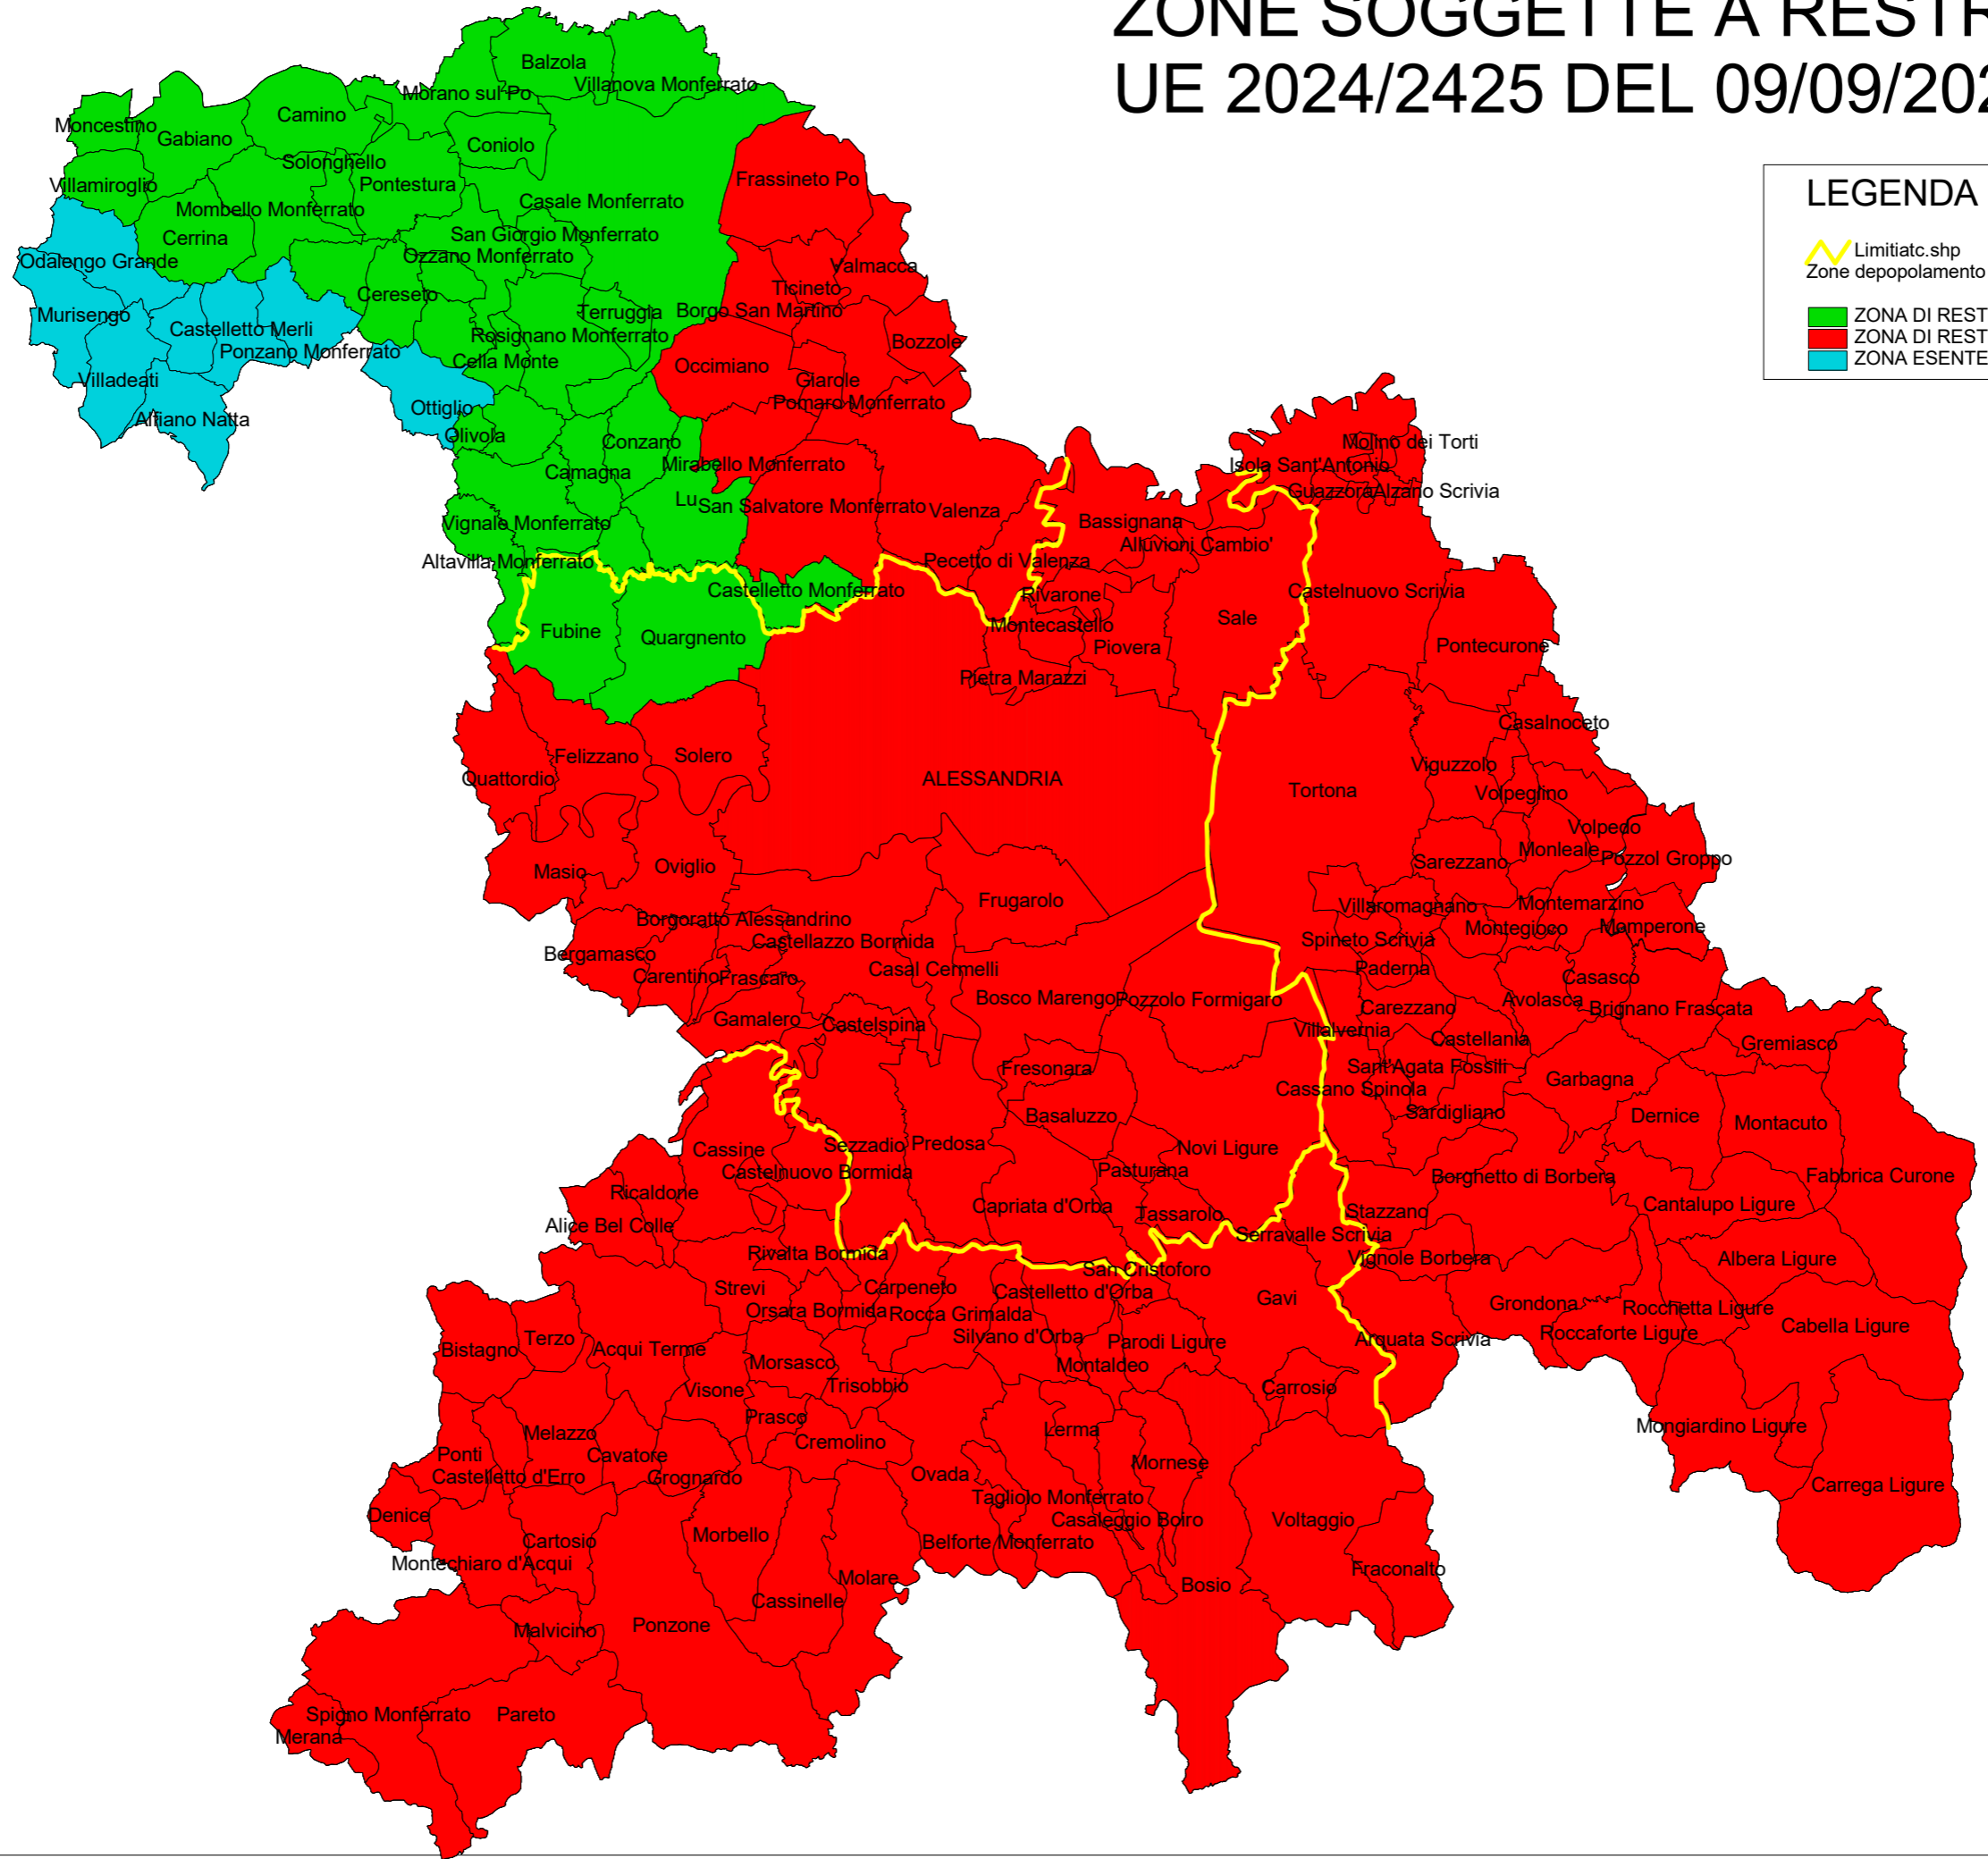 ZONE SOGGETTE A RESTR
UE 2024/2425 DEL 09/09/202
LEGENDA
Limitiatc.shp
Zone depopolamento
ZONA DI REST
ZONA DI REST
ZONA ESENTE
Balzola
Villanova Monferrato
Morano sul Po
Camino
Moncestino
Gabiano
Coniolo
Solonghello
Villamiroglio
Pontestura
Frassineto Po
Mombello Monferrato
Casale Monferrato
Cerrina
San Giorgio Monferrato
Ozzano Monferrato
Odalengo Grande
Valmacca
Ticineto
Cereseto
Murisengo
Terruggia
Borgo San Martino
Castelletto Merli
Rosignano Monferrato
Bozzole
Ponzano Monferrato
Cella Monte
Occimiano
Villadeati
Giarole
Pomaro Monferrato
Ottiglio
Alfiano Natta
Olivola
Conzano
Molino dei Torti
Mirabello Monferrato
Isola Sant'Antonio
Camagna
Guazzora
Alzano Scrivia
Lu
San Salvatore Monferrato
Valenza
Vignale Monferrato
Bassignana
Alluvioni Cambio'
Altavilla Monferrato
Pecetto di Valenza
Castelletto Monferrato
Rivarone
Castelnuovo Scrivia
Sale
Fubine
Quargnento
Montecastello
Piovera
Pontecurone
Pietra Marazzi
Casalnoceto
Felizzano
Solero
Quattordio
ALESSANDRIA
Viguzzolo
Tortona
Volpeglino
Volpedo
Monleale
Pozzol Groppo
Sarezzano
Masio
Oviglio
Frugarolo
Villaromagnano
Montemarzino
Borgoratto Alessandrino
Montegioco
Momperone
Castellazzo Bormida
Spineto Scrivia
Bergamasco
Casal Cermelli
Paderna
Carentino
Frascaro
Casasco
Bosco Marengo
Pozzolo Formigaro
Avolasca
Carezzano
Brignano Frascata
Gamalero
Castelspina
Villalvernia
Castellania
Gremiasco
Fresonara
Sant'Agata Fossili
Garbagna
Cassano Spinola
Basaluzzo
Sardigliano
Dernice
Montacuto
Cassine
Sezzadio
Predosa
Novi Ligure
Castelnuovo Bormida
Pasturana
Borghetto di Borbera
Fabbrica Curone
Ricaldone
Capriata d'Orba
Tassarolo
Stazzano
Cantalupo Ligure
Alice Bel Colle
Serravalle Scrivia
Rivalta Bormida
Vignole Borbera
Albera Ligure
San Cristoforo
Strevi
Carpeneto
Castelletto d'Orba
Gavi
Orsara Bormida
Rocca Grimalda
Grondona
Rocchetta Ligure
Cabella Ligure
Terzo
Silvano d'Orba
Parodi Ligure
Roccaforte Ligure
Bistagno
Acqui Terme
Arquata Scrivia
Morsasco
Montaldeo
Visone
Trisobbio
Carrosio
Prasco
Melazzo
Lerma
Mongiardino Ligure
Cremolino
Ponti
Cavatore
Mornese
Castelletto d'Erro
Grognardo
Ovada
Carrega Ligure
Tagliolo Monferrato
Denice
Casaleggio Boiro
Voltaggio
Morbello
Cartosio
Belforte Monferrato
Montechiaro d'Acqui
Fraconalto
Molare
Bosio
Cassinelle
Malvicino
Ponzone
Spigno Monferrato
Pareto
Merana